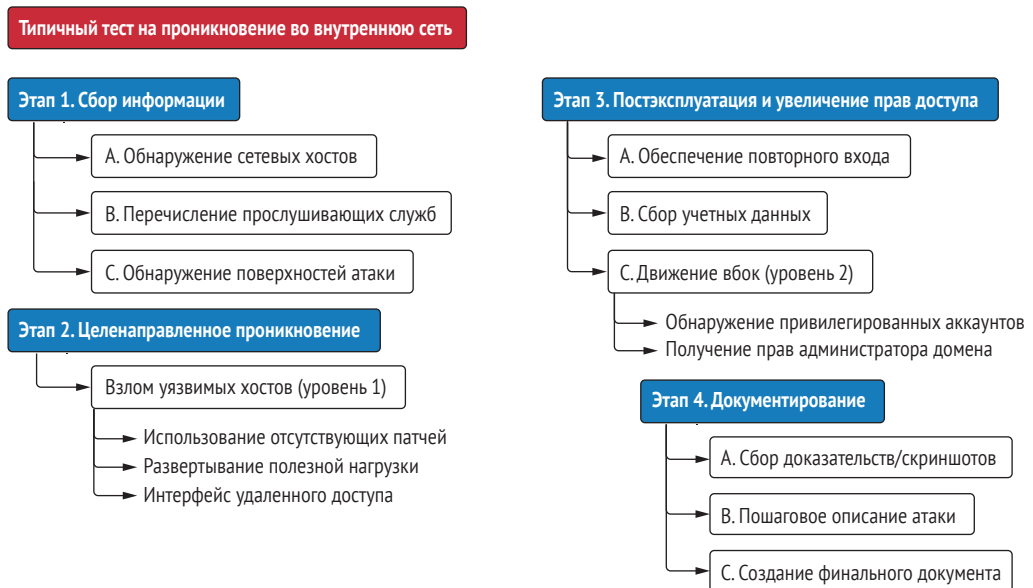 Типичный тест на проникновение во внутреннюю сеть
Этап 1. Сбор информации
A. Обнаружение сетевых хостов
B. Перечисление прослушивающих служб
C. Обнаружение поверхностей атаки
Этап 2. Целенаправленное проникновение
Взлом уязвимых хостов (уровень 1)
Использование отсутствующих патчей
Развертывание полезной нагрузки
Интерфейс удаленного доступа
Этап 3. Постэксплуатация и увеличение прав доступа
A. Обеспечение повторного входа
B. Сбор учетных данных
C. Движение вбок (уровень 2)
Обнаружение привилегированных аккаунтов
Получение прав администратора домена
Этап 4. Документирование
A. Сбор доказательств/скриншотов
B. Пошаговое описание атаки
C. Создание финального документа